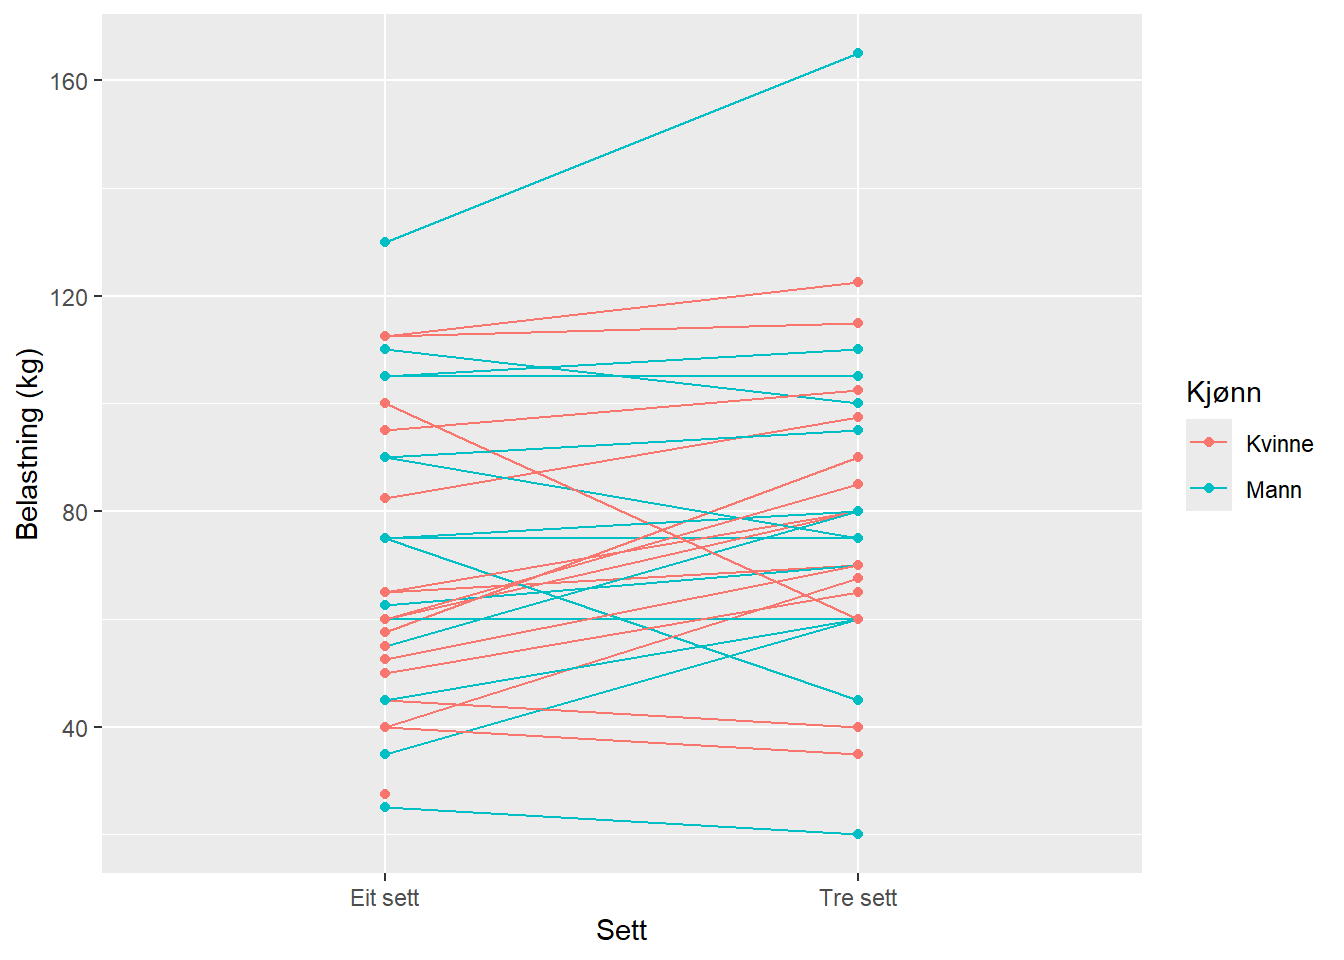 160
120
80
40
Belastning (kg)
Eit sett
Tre sett
Sett
Kjønn
Kvinne
Mann